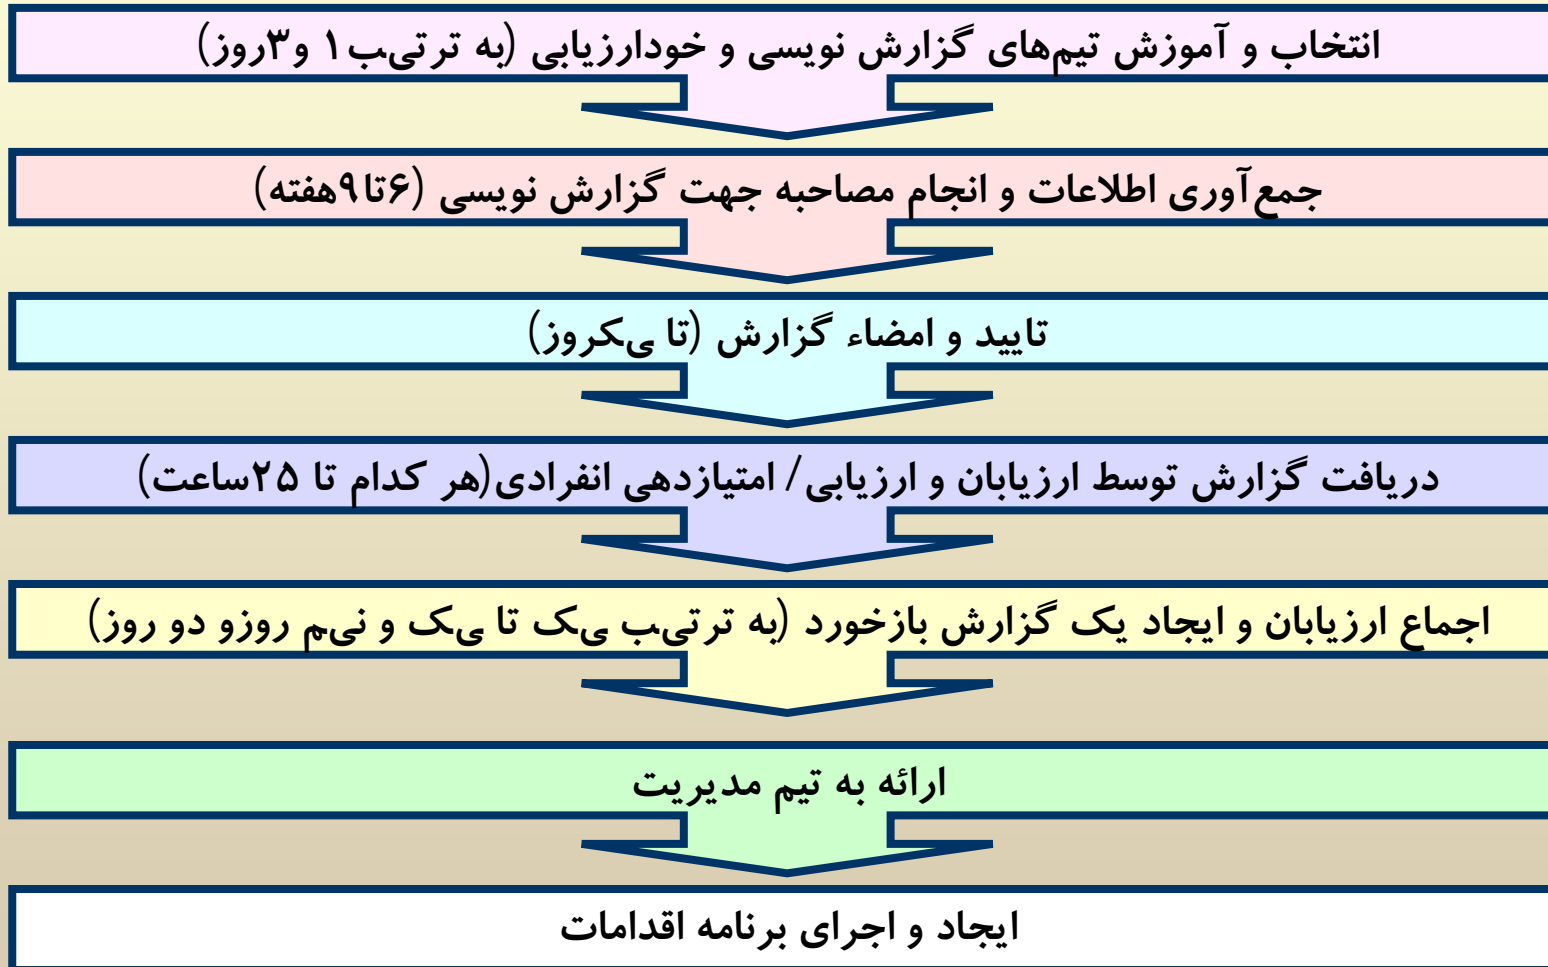 انتخاب و آموزش تیم‌های گزارش نویسی و خودارزیابی (به ترتیب ۱ و۳روز)
جمع‌آوری اطلاعات و انجام مصاحبه جهت گزارش نویسی (۶تا۹هفته)
تایید و امضاء گزارش (تا یکروز)
دریافت گزارش توسط ارزیابان و ارزیابی/ امتیازدهی انفرادی(هر کدام تا ۲۵ساعت)
اجماع ارزیابان و ایجاد یک گزارش بازخورد (به ترتیب یک تا یک و نیم روزو دو روز)
ارائه به تیم مدیریت
ایجاد و اجرای برنامه اقدامات